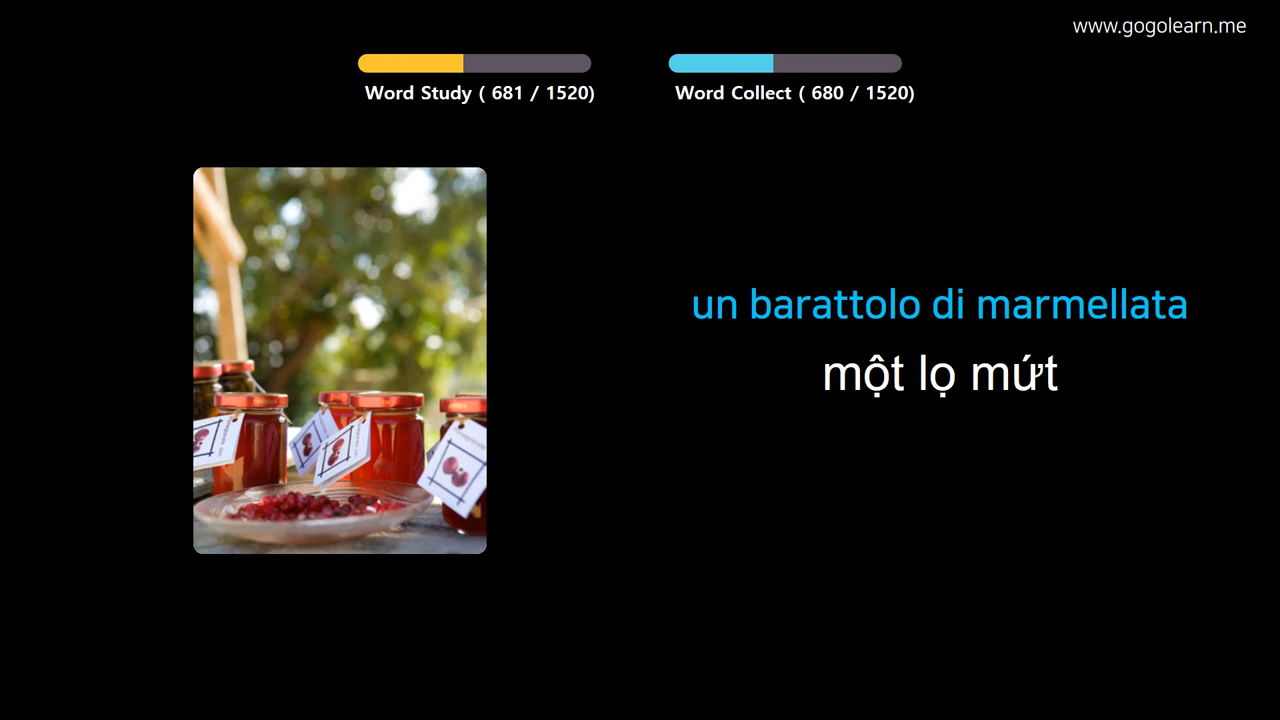 www.gogolearn.me
Word Study ( 681 / 1520)
Word Collect ( 680 / 1520)
un barattolo di marmellata
một lọ mứt